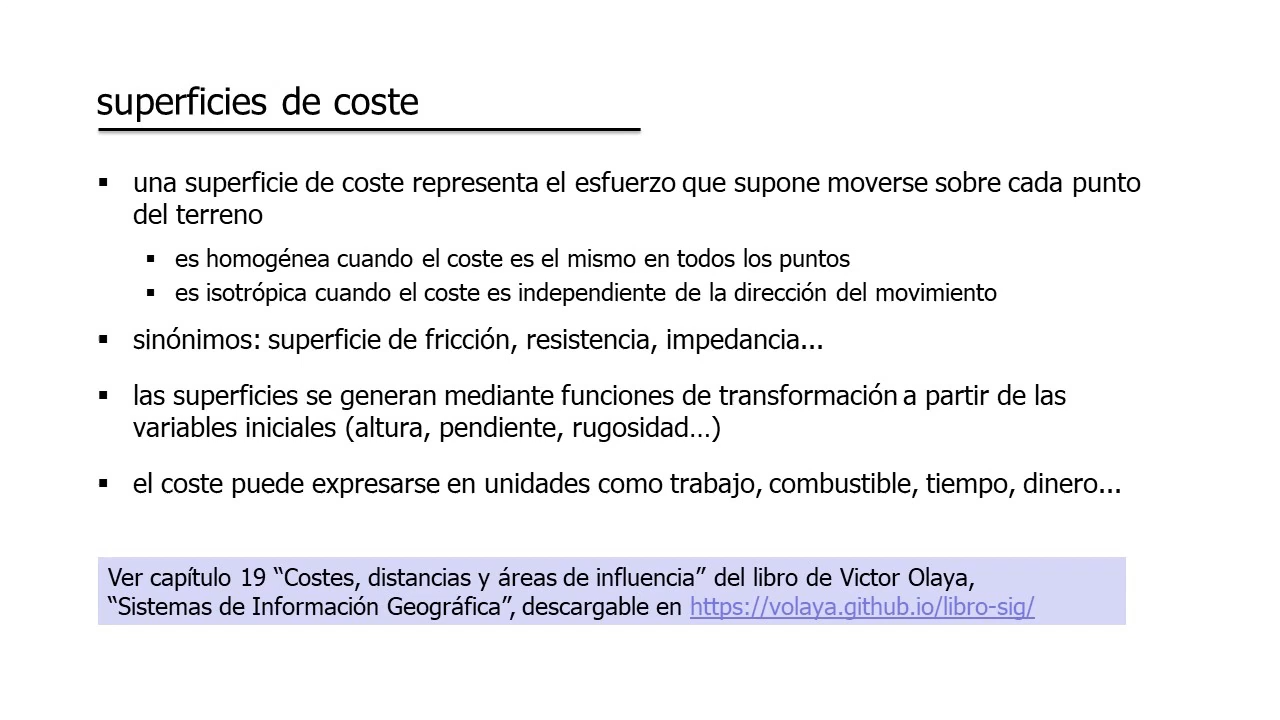 superficies de coste
▪ una superficie de coste representa el esfuerzo que supone moverse sobre cada punto
del terreno
▪ es homogénea cuando el coste es el mismo en todos los puntos
▪ es isotrópica cuando el coste es independiente de la dirección del movimiento
▪ sinónimos: superficie de fricción, resistencia, impedancia...
▪ las superficies se generan mediante funciones de transformación a partir de las
variables iniciales (altura, pendiente, rugosidad…)
▪ el coste puede expresarse en unidades como trabajo, combustible, tiempo, dinero...
Ver capítulo 19 “Costes, distancias y áreas de influencia” del libro de Victor Olaya,
“Sistemas de Información Geográfica”, descargable en https://volaya.github.io/libro-sig/